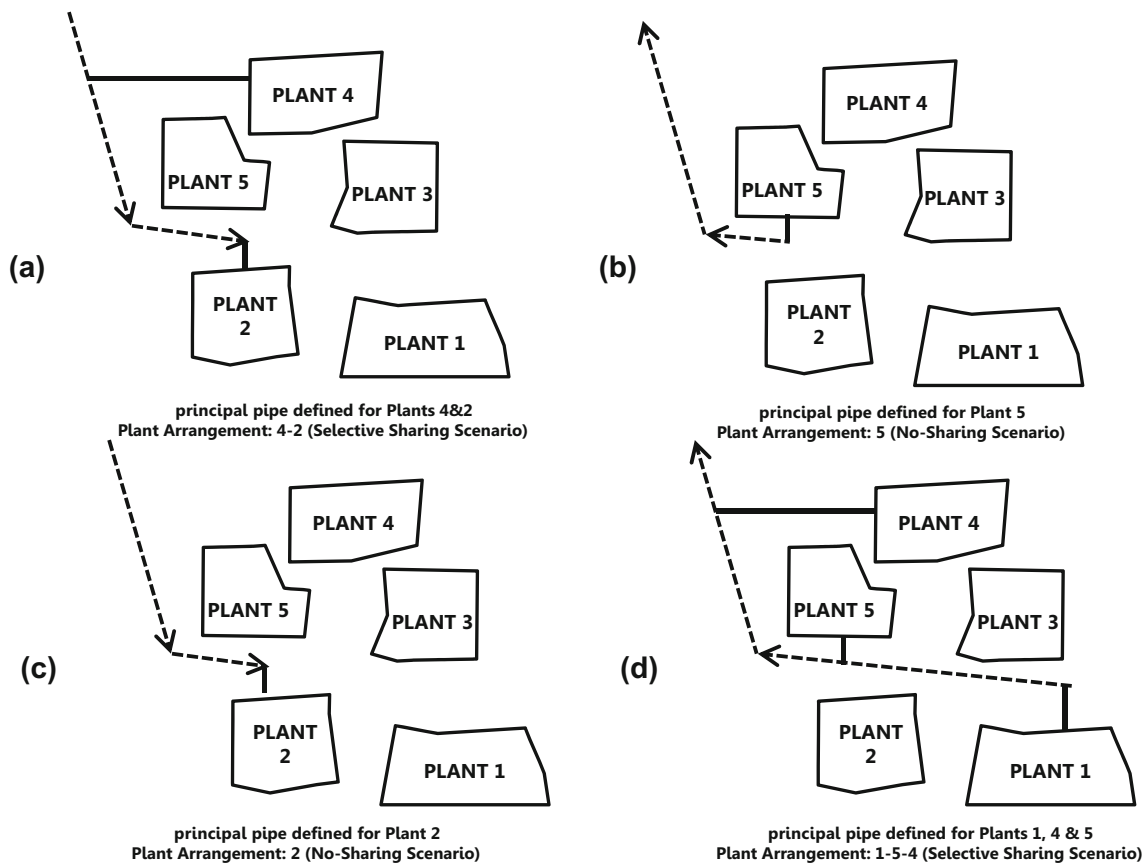 PLANT 4
PLANT 5
PLANT 3
(a)
PLANT
2
PLANT 1
principal pipe defined for Plants 4&2
Plant Arrangement: 4-2 (Selective Sharing Scenario)
PLANT 4
PLANT 5
PLANT 3
(b)
PLANT
2
PLANT 1
principal pipe defined for Plant 5
Plant Arrangement: 5 (No-Sharing Scenario)
PLANT 4
PLANT 5
PLANT 3
(c)
PLANT
2
PLANT 1
principal pipe defined for Plant 2
Plant Arrangement: 2 (No-Sharing Scenario)
PLANT 4
PLANT 5
PLANT 3
(d)
PLANT
2
PLANT 1
principal pipe defined for Plants 1, 4 & 5
Plant Arrangement: 1-5-4 (Selective Sharing Scenario)